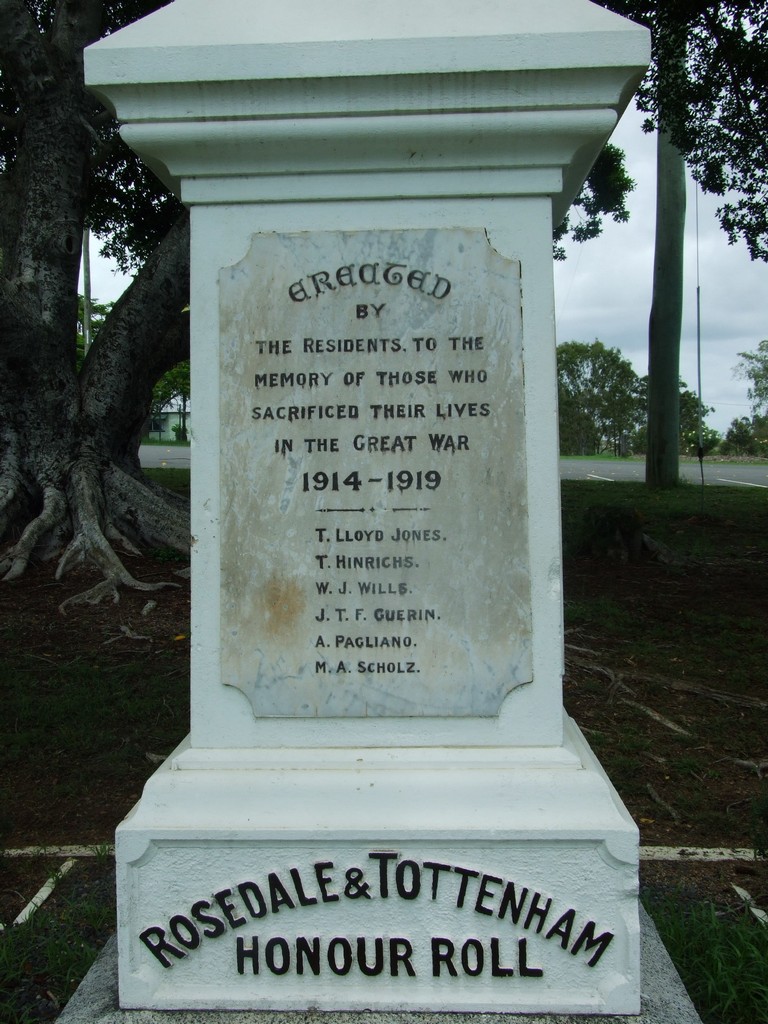 ERECTED
BY
THE RESIDENTS. TO THE
MEMORY OF THOSE WHO
SACRIFICED THEIR LIVES
IN THE GREAT WAR
1914-1919
T. LLOYD JONES.
T. HINRICHS.
W. J. WILLS.
J. T. F. GUERIN.
A. PAGLIANO.
M. A. SCHOLZ.
ROSEDALE & TOTTENHAM
HONOUR ROLL